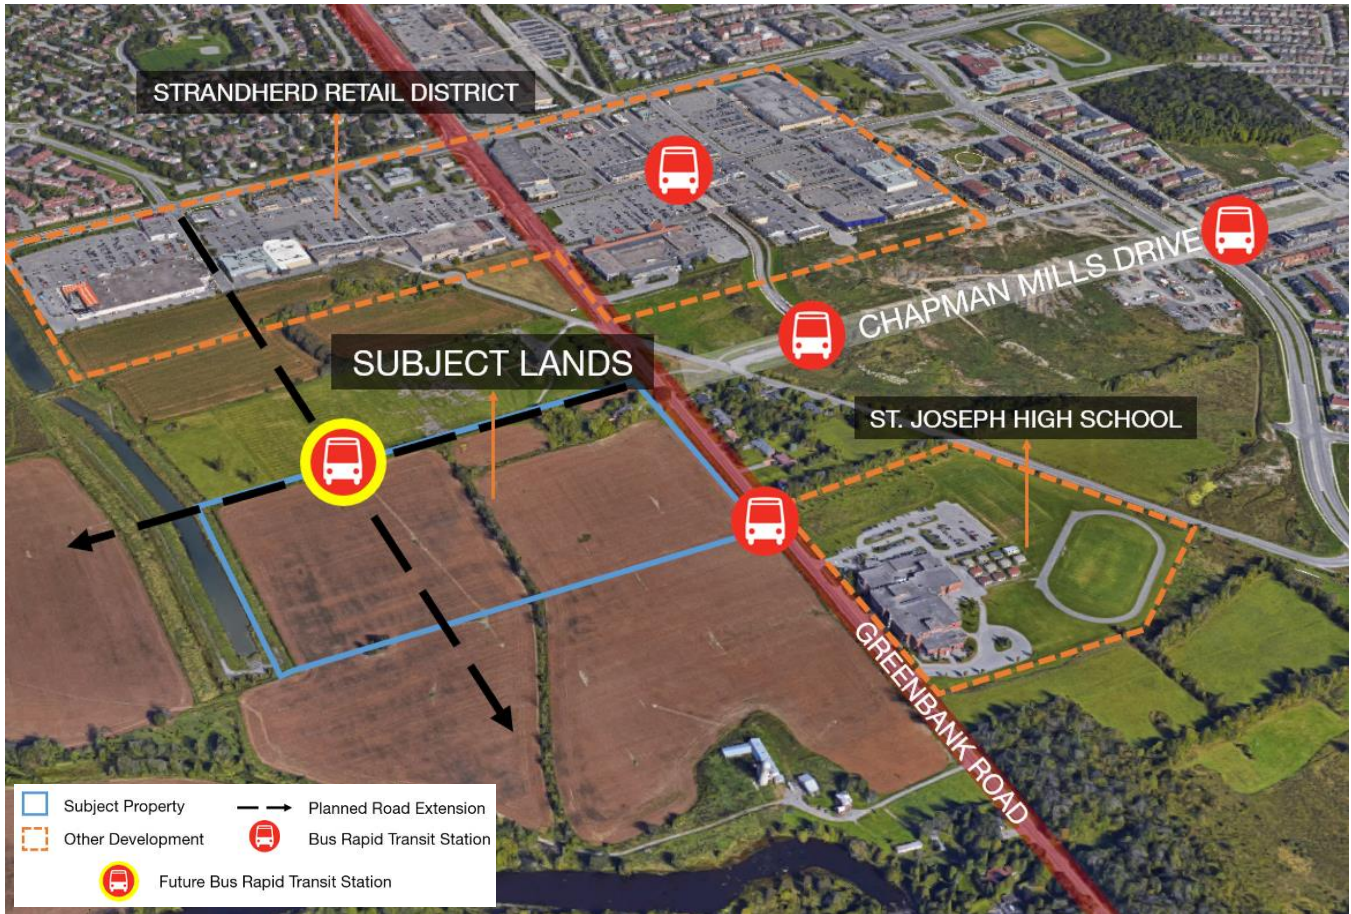 STRANDHERD RETAIL DISTRICT
CHAPMAN MILLS DRIVE
SUBJECT LANDS
ST. JOSEPH HIGH SCHOOL
GREENBANK ROAD
Subject Property
Planned Road Extension
Other Development
Bus Rapid Transit Station
Future Bus Rapid Transit Station